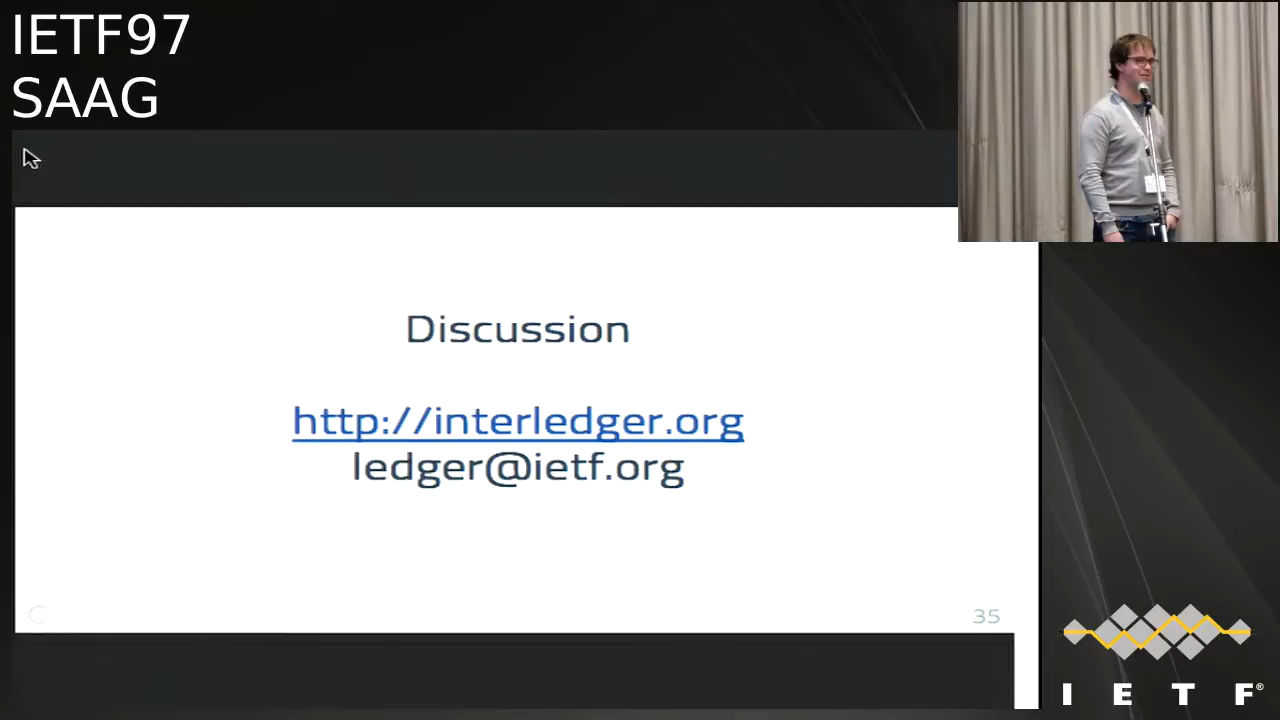 IETF97
SAAG
Discussion
http://interledger.org
ledger@ietf.org
35
I E T F®